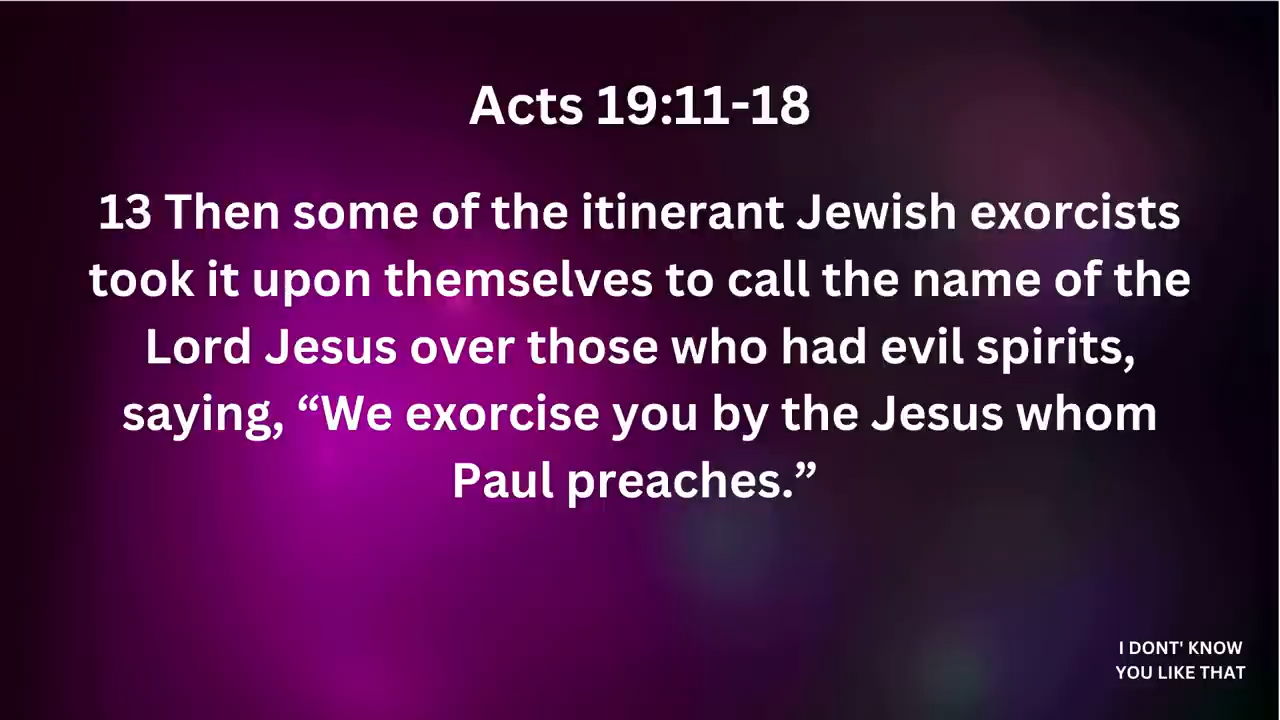 Acts 19:11-18
13 Then some of the itinerant Jewish exorcists
took it upon themselves to call the name of the
Lord Jesus over those who had evil spirits,
saying, “We exorcise you by the Jesus whom
Paul preaches.”
I DONT' KNOW
YOU LIKE THAT